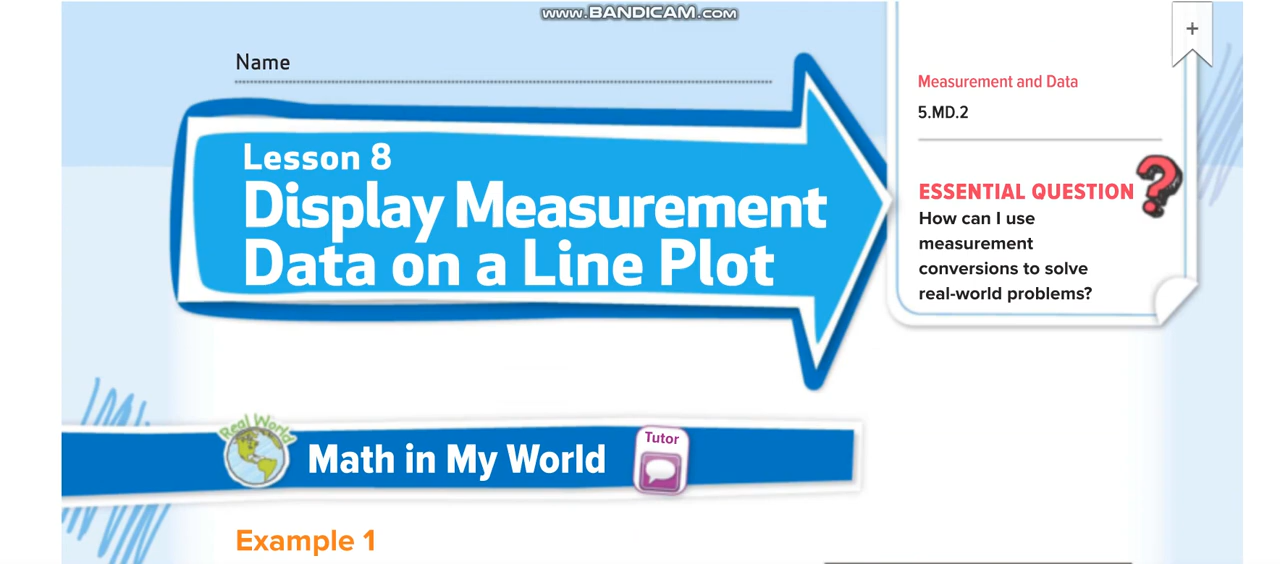 www.BANDICAM.com
Name
Lesson 8
Display Measurement
Data on a Line Plot
+
Measurement and Data
5.MD.2
ESSENTIAL QUESTION
How can I use
measurement
conversions to solve
real-world problems?
Real World
Math in My World
Tutor
Example 1